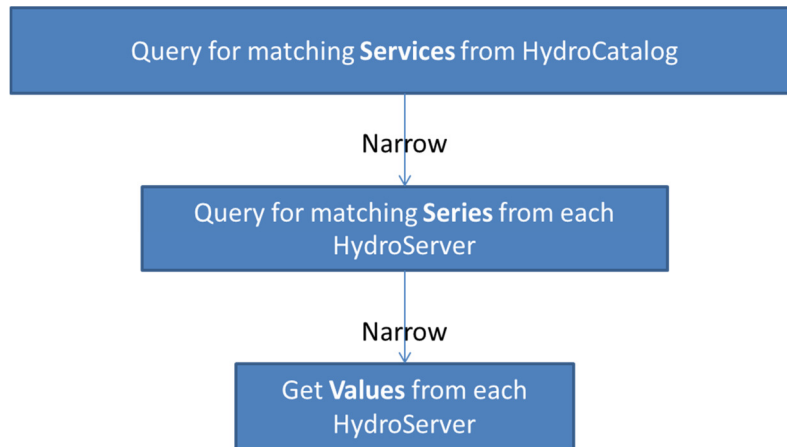 Query for matching Services from HydroCatalog
Narrow
Query for matching Series from each
HydroServer
Narrow
Get Values from each
HydroServer